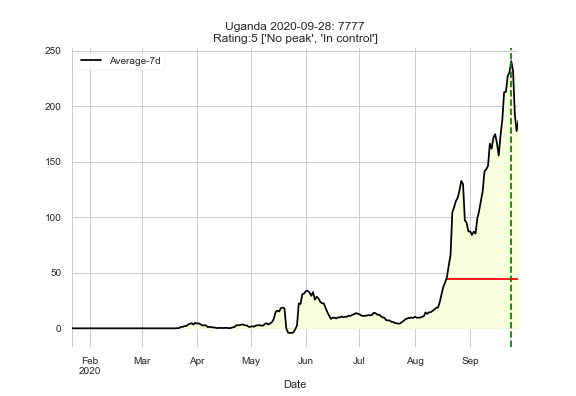 Uganda 2020-09-28: 7777
Rating:5 ['No peak', 'In control']
Average-7d
250
200
150
100
50
0
Feb Mar Apr May Jun Jul Aug Sep
2020
Date